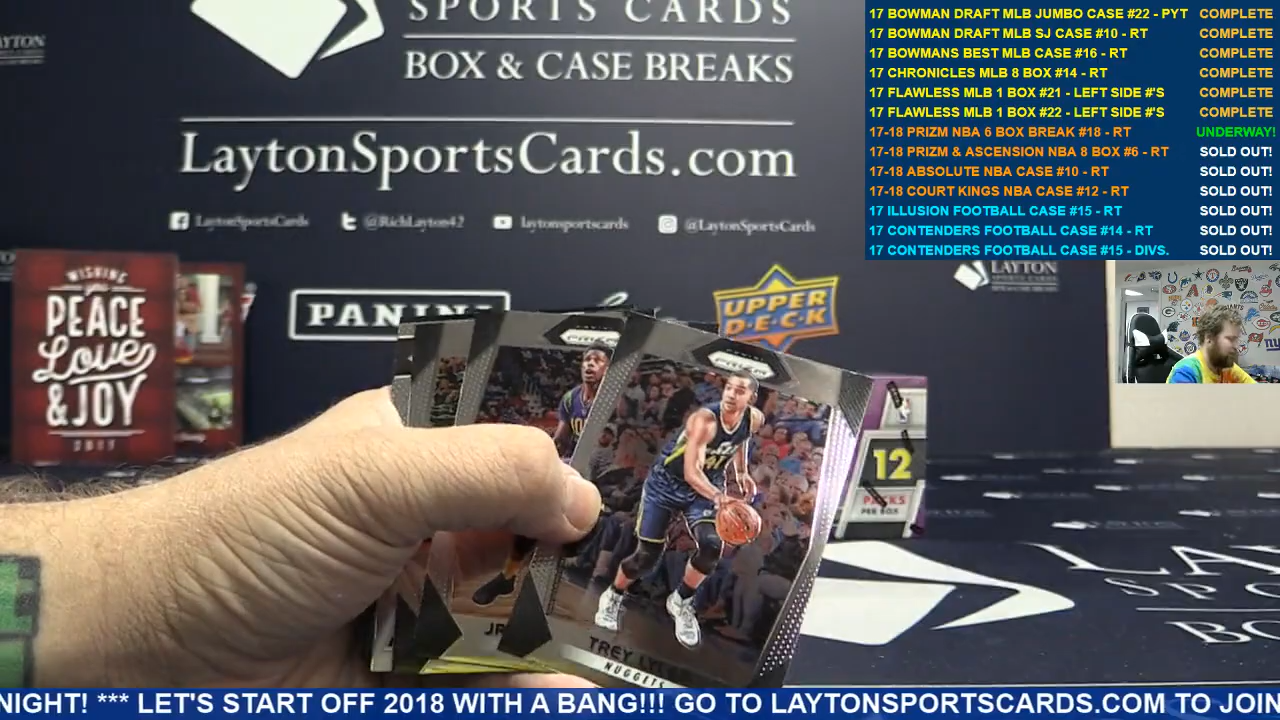 SPORTS CARDS
BOX & CASE BREAKS
LaytonSportsCards.com
LaytonSportsCards
@RichLayton42
laytonsportscards
@LaytonSportsCards
17 BOWMAN DRAFT MLB JUMBO CASE #22 - PYT COMPLETE
17 BOWMAN DRAFT MLB SJ CASE #10 - RT COMPLETE
17 BOWMANS BEST MLB CASE #16 - RT COMPLETE
17 CHRONICLES MLB 8 BOX #14 - RT COMPLETE
17 FLAWLESS MLB 1 BOX #21 - LEFT SIDE #'S COMPLETE
17 FLAWLESS MLB 1 BOX #22 - LEFT SIDE #'S COMPLETE
17-18 PRIZM NBA 6 BOX BREAK #18 - RT UNDERWAY!
17-18 PRIZM & ASCENSION NBA 8 BOX #6 - RT SOLD OUT!
17-18 ABSOLUTE NBA CASE #10 - RT SOLD OUT!
17-18 COURT KINGS NBA CASE #12 - RT SOLD OUT!
17 ILLUSION FOOTBALL CASE #15 - RT SOLD OUT!
17 CONTENDERS FOOTBALL CASE #14 - RT SOLD OUT!
17 CONTENDERS FOOTBALL CASE #15 - DIVS. SOLD OUT!
LAYTON
SPORTS CARDS
WISHING
you
PEACE
Love
& JOY
2017
PANINI
UPPER
DECK
PRIZM
TREY LYLES
NUGGETS
12
PACKS
PER BOX
NIGHT! *** LET'S START OFF 2018 WITH A BANG!!! GO TO LAYTONSPORTSCARDS.COM TO JOIN